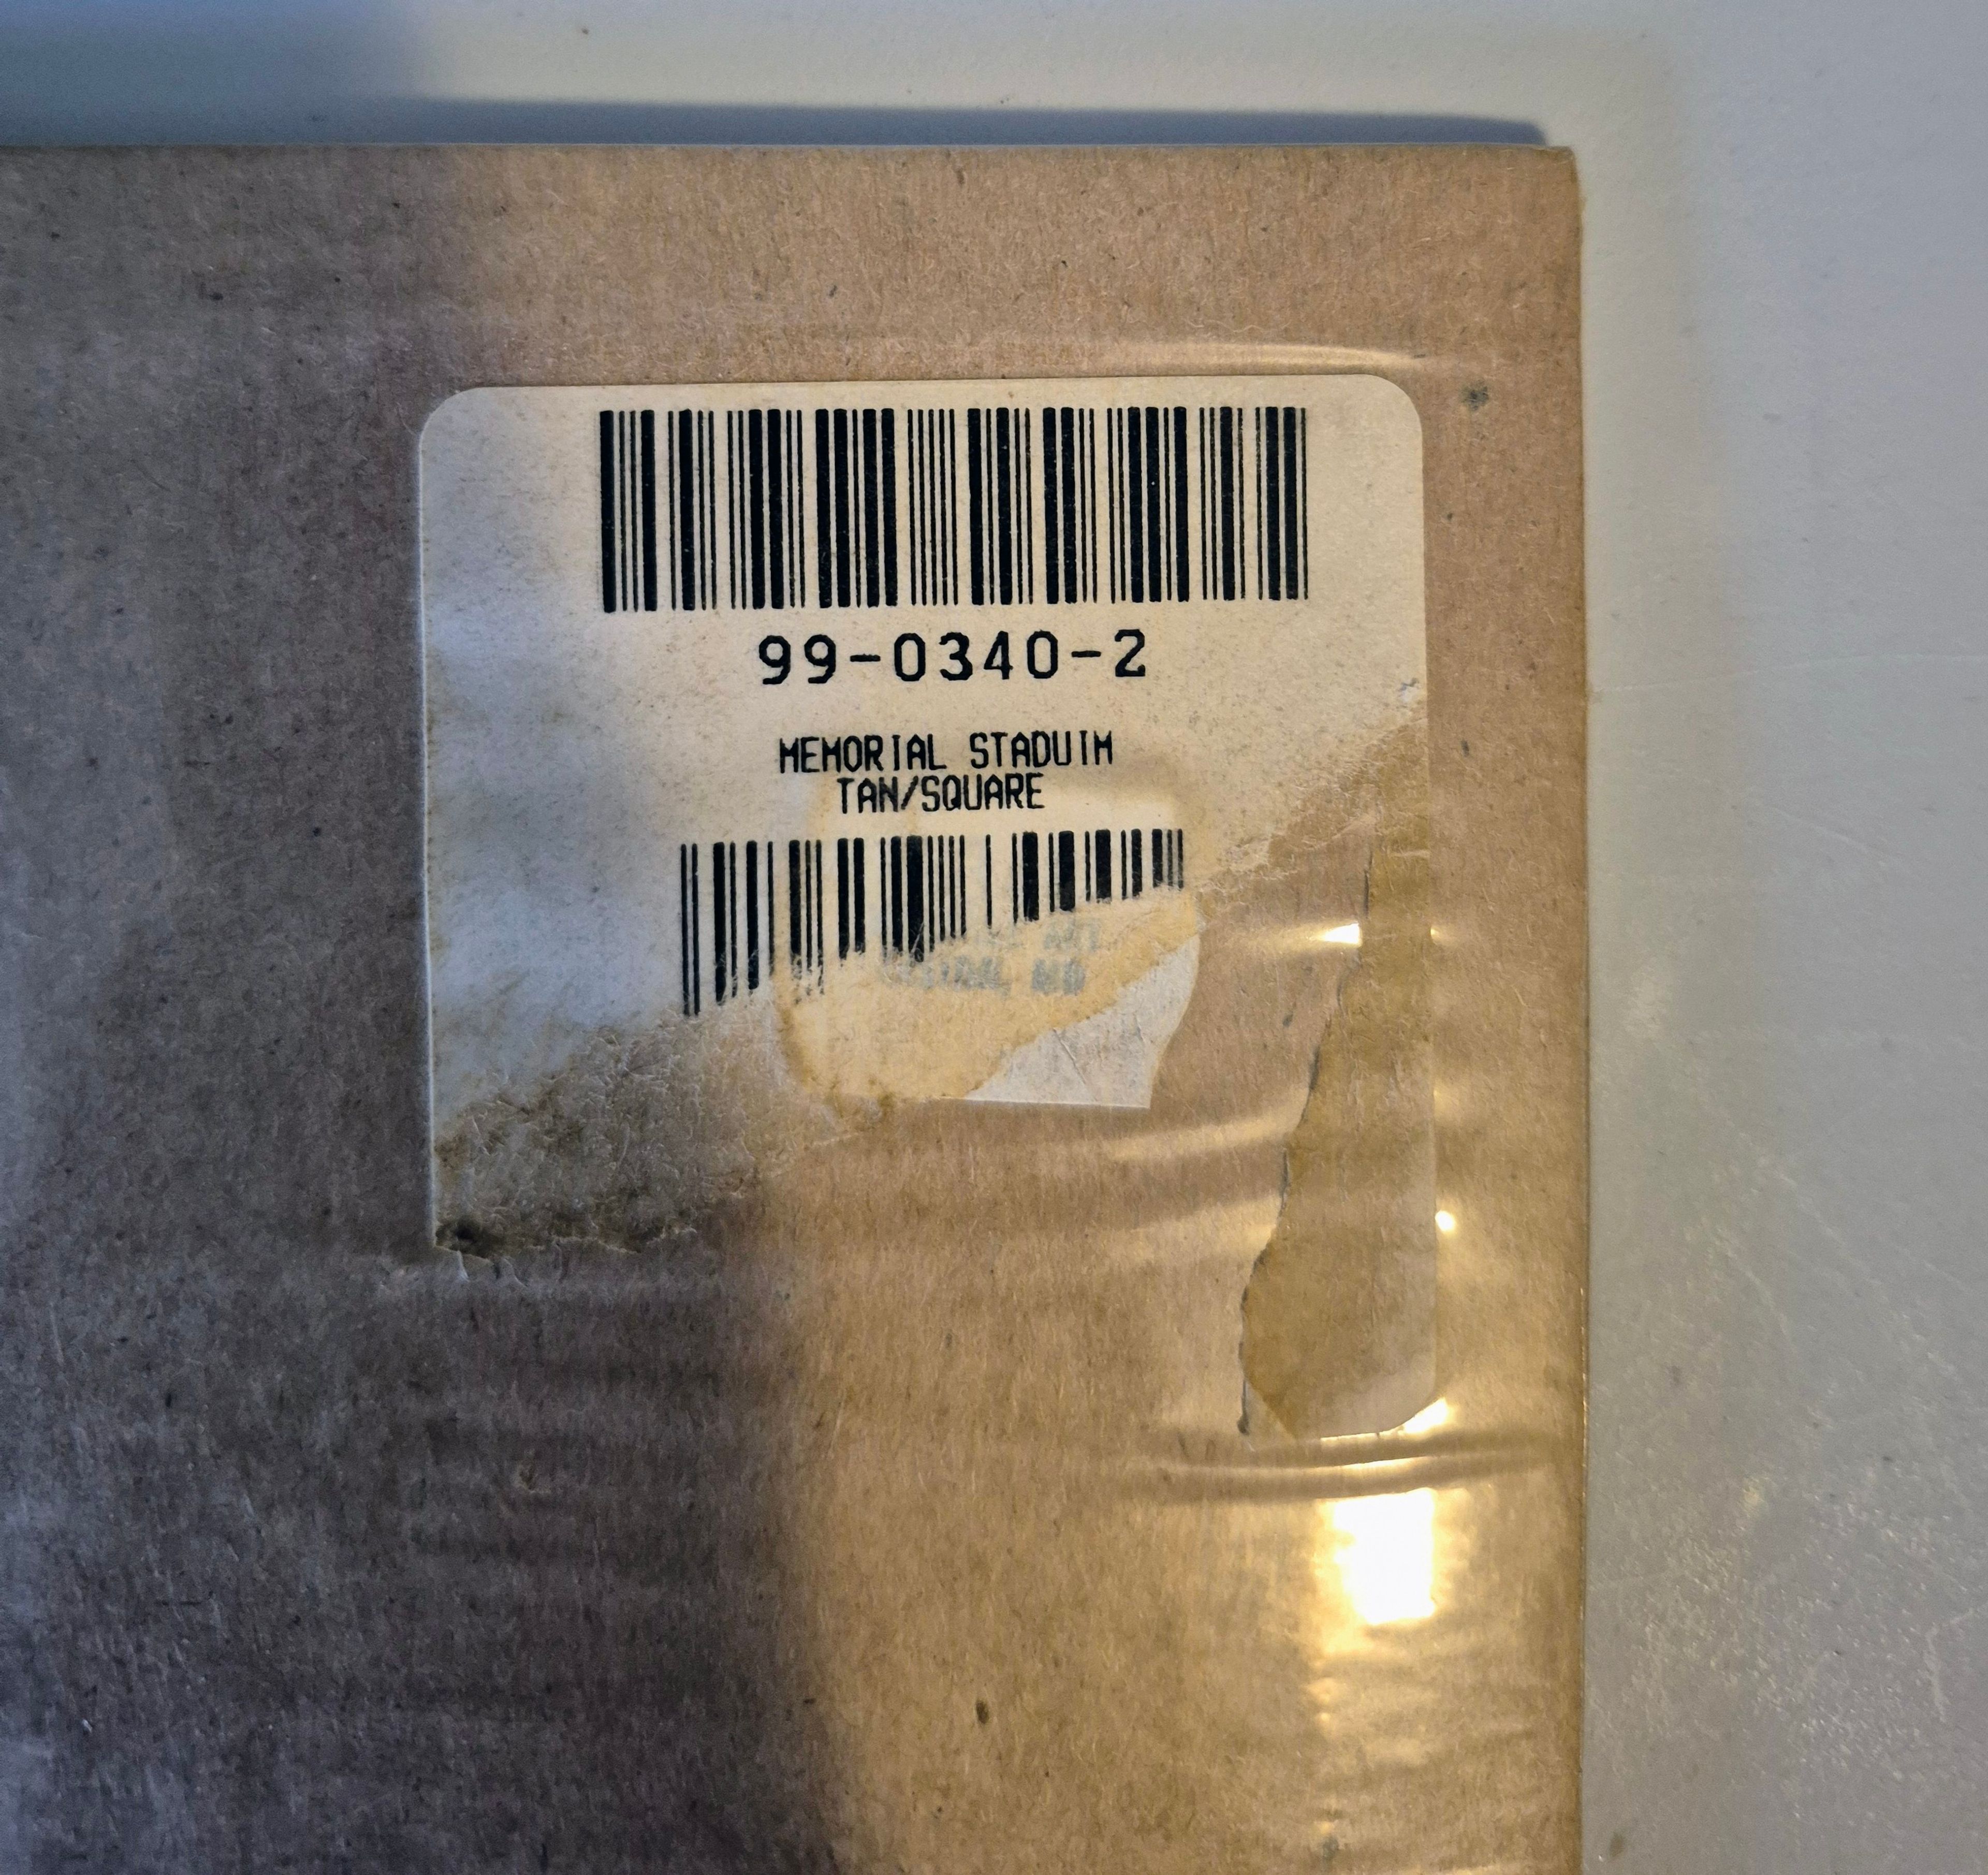 99-0340-2
MEMORIAL STADUIM
TAN/SQUARE